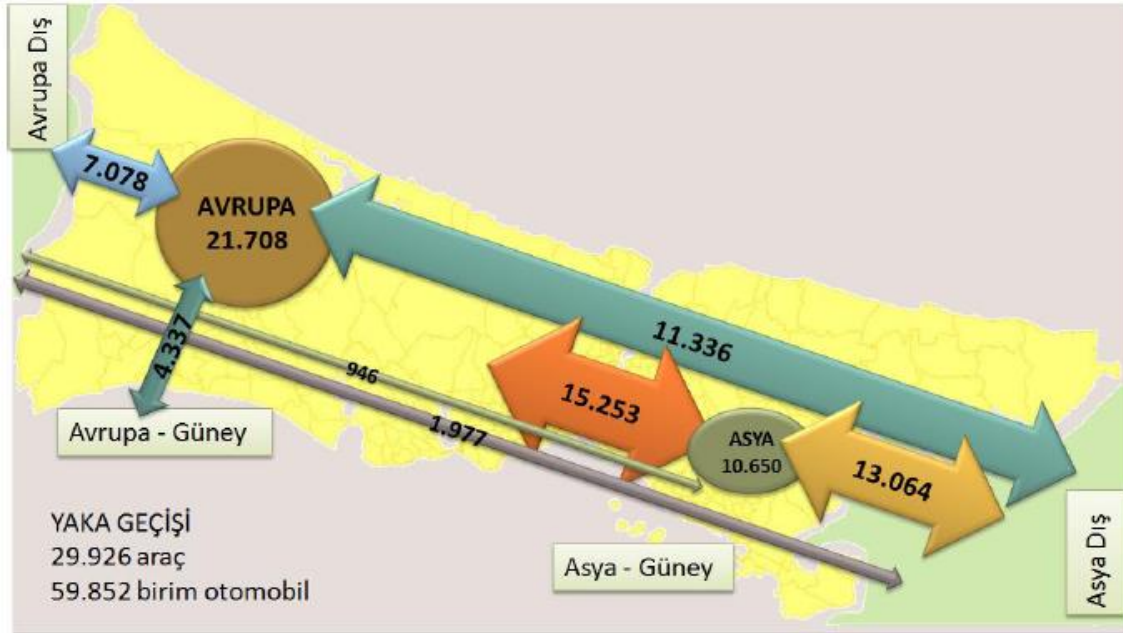 Avrupa Dış
7.078
AVRUPA
21.708
11.336
4.337
946
15.253
1.977
Avrupa - Güney
ASYA
10.650
13.064
YAKA GEÇİŞİ
29.926 araç
59.852 birim otomobil
Asya - Güney
Asya Dış